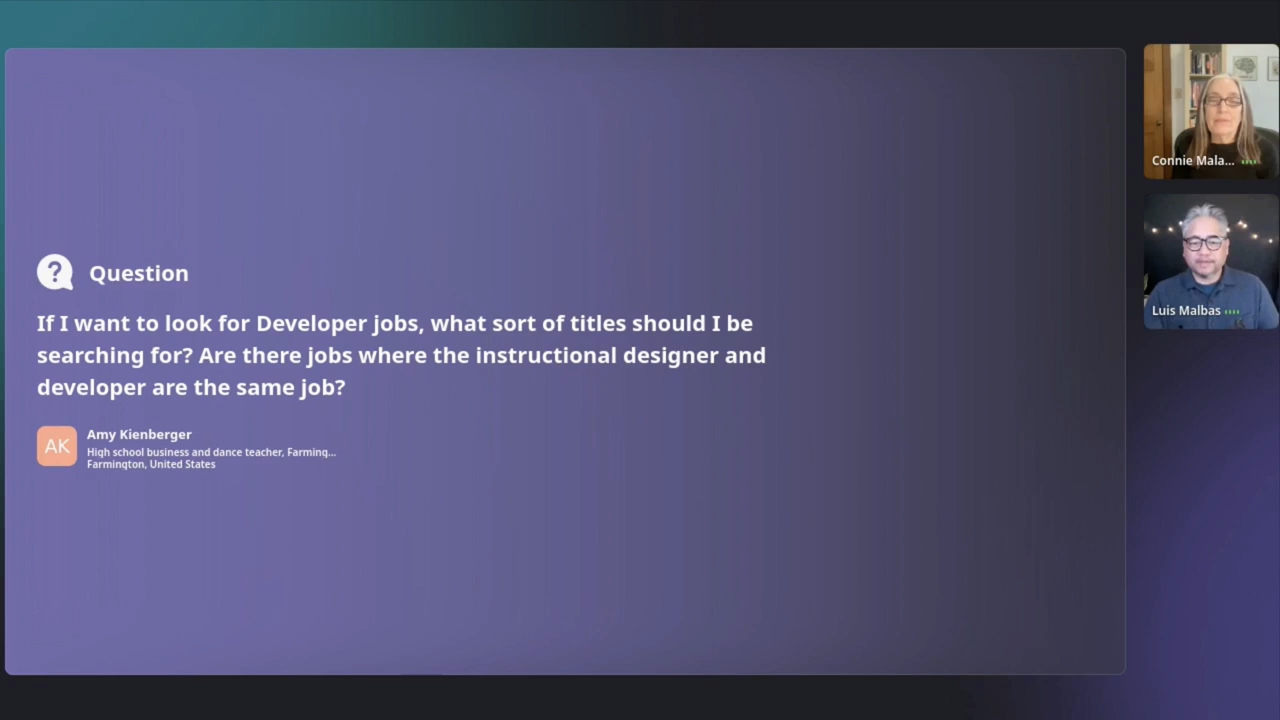 Question
If I want to look for Developer jobs, what sort of titles should I be
searching for? Are there jobs where the instructional designer and
developer are the same job?
AK
Amy Kienberger
High school business and dance teacher, Farming...
Farmington, United States
Connie Mala...
Luis Malbas